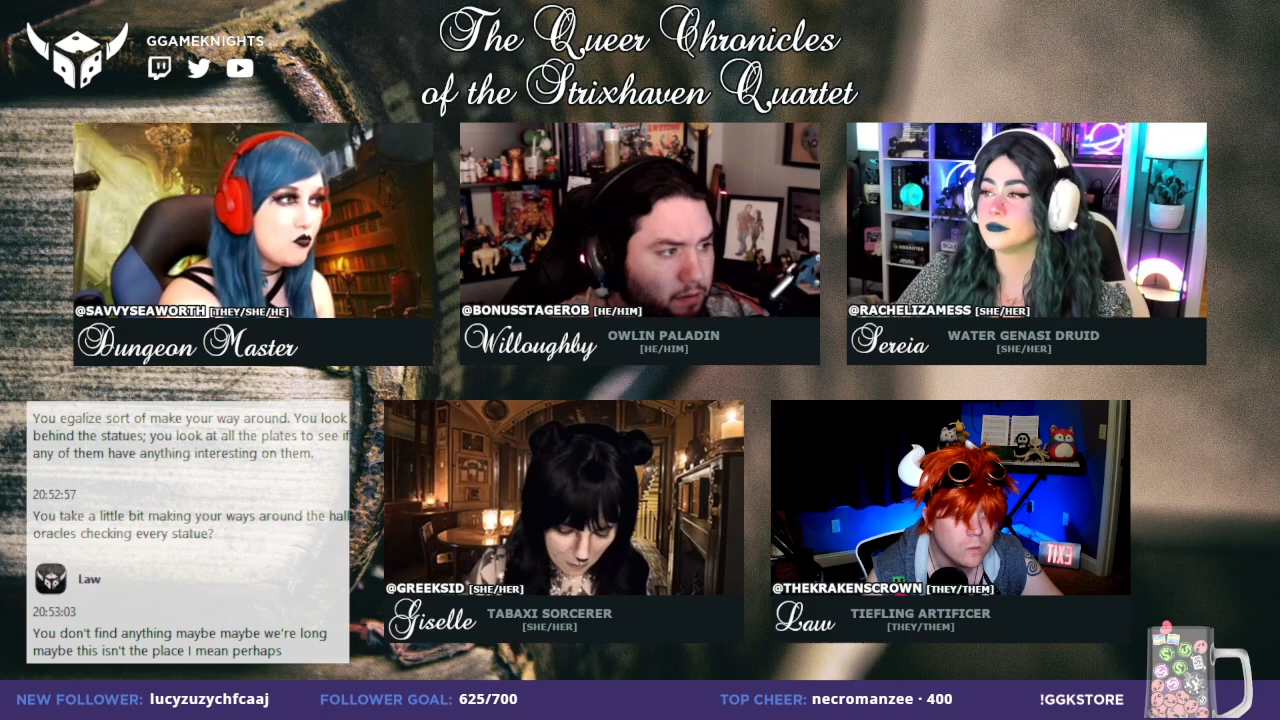 GGAMEKNIGHTS
The Queer Chronicles
of the Strixhaven Quartet
@SAVVYSEAWORTH [THEY/SHE/HE]
Dungeon Master
@BONUSSTAGEROB [HE/HIM]
Willoughby
OWLIN PALADIN
[HE/HIM]
@RACHELIZAMESS [SHE/HER]
Sereia
WATER GENASI DRUID
[SHE/HER]
You egalize sort of make your way around. You look
behind the statues; you look at all the plates to see if
any of them have anything interesting on them.
20:52:57
You take a little bit making your ways around the hall
oracles checking every statue?
Law
20:53:03
You don't find anything maybe maybe we're long
maybe this isn't the place I mean perhaps
@GREEKSID [SHE/HER]
Giselle
TABAXI SORCERER
[SHE/HER]
EXIT
@THEKRAKENSCROWN [THEY/THEM]
Law
TIEFLING ARTIFICER
[THEY/THEM]
NEW FOLLOWER: lucyzuzychfcaaj
FOLLOWER GOAL: 625/700
TOP CHEER: necromanzee · 400
!GGKSTORE